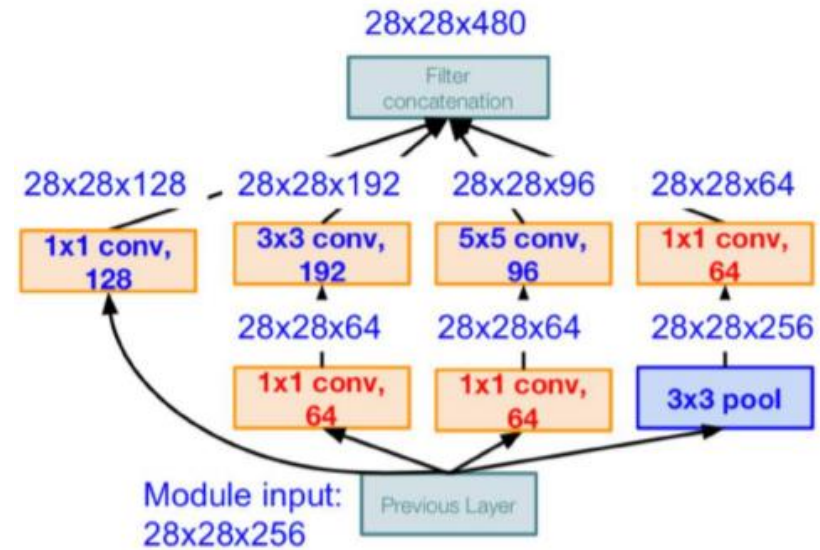 28x28x480
Filter
concatenation
28x28x128
28x28x192
28x28x96
28x28x64
1x1 conv,
128
3x3 conv,
192
5x5 conv,
96
1x1 conv,
64
28x28x64
28x28x64
28x28x256
1x1 conv,
64
1x1 conv,
64
3x3 pool
Module input:
28x28x256
Previous Layer